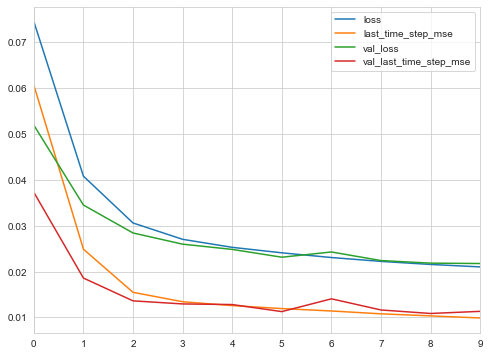 loss
last_time_step_mse
val_loss
val_last_time_step_mse
0.07
0.06
0.05
0.04
0.03
0.02
0.01
0 1 2 3 4 5 6 7 8 9